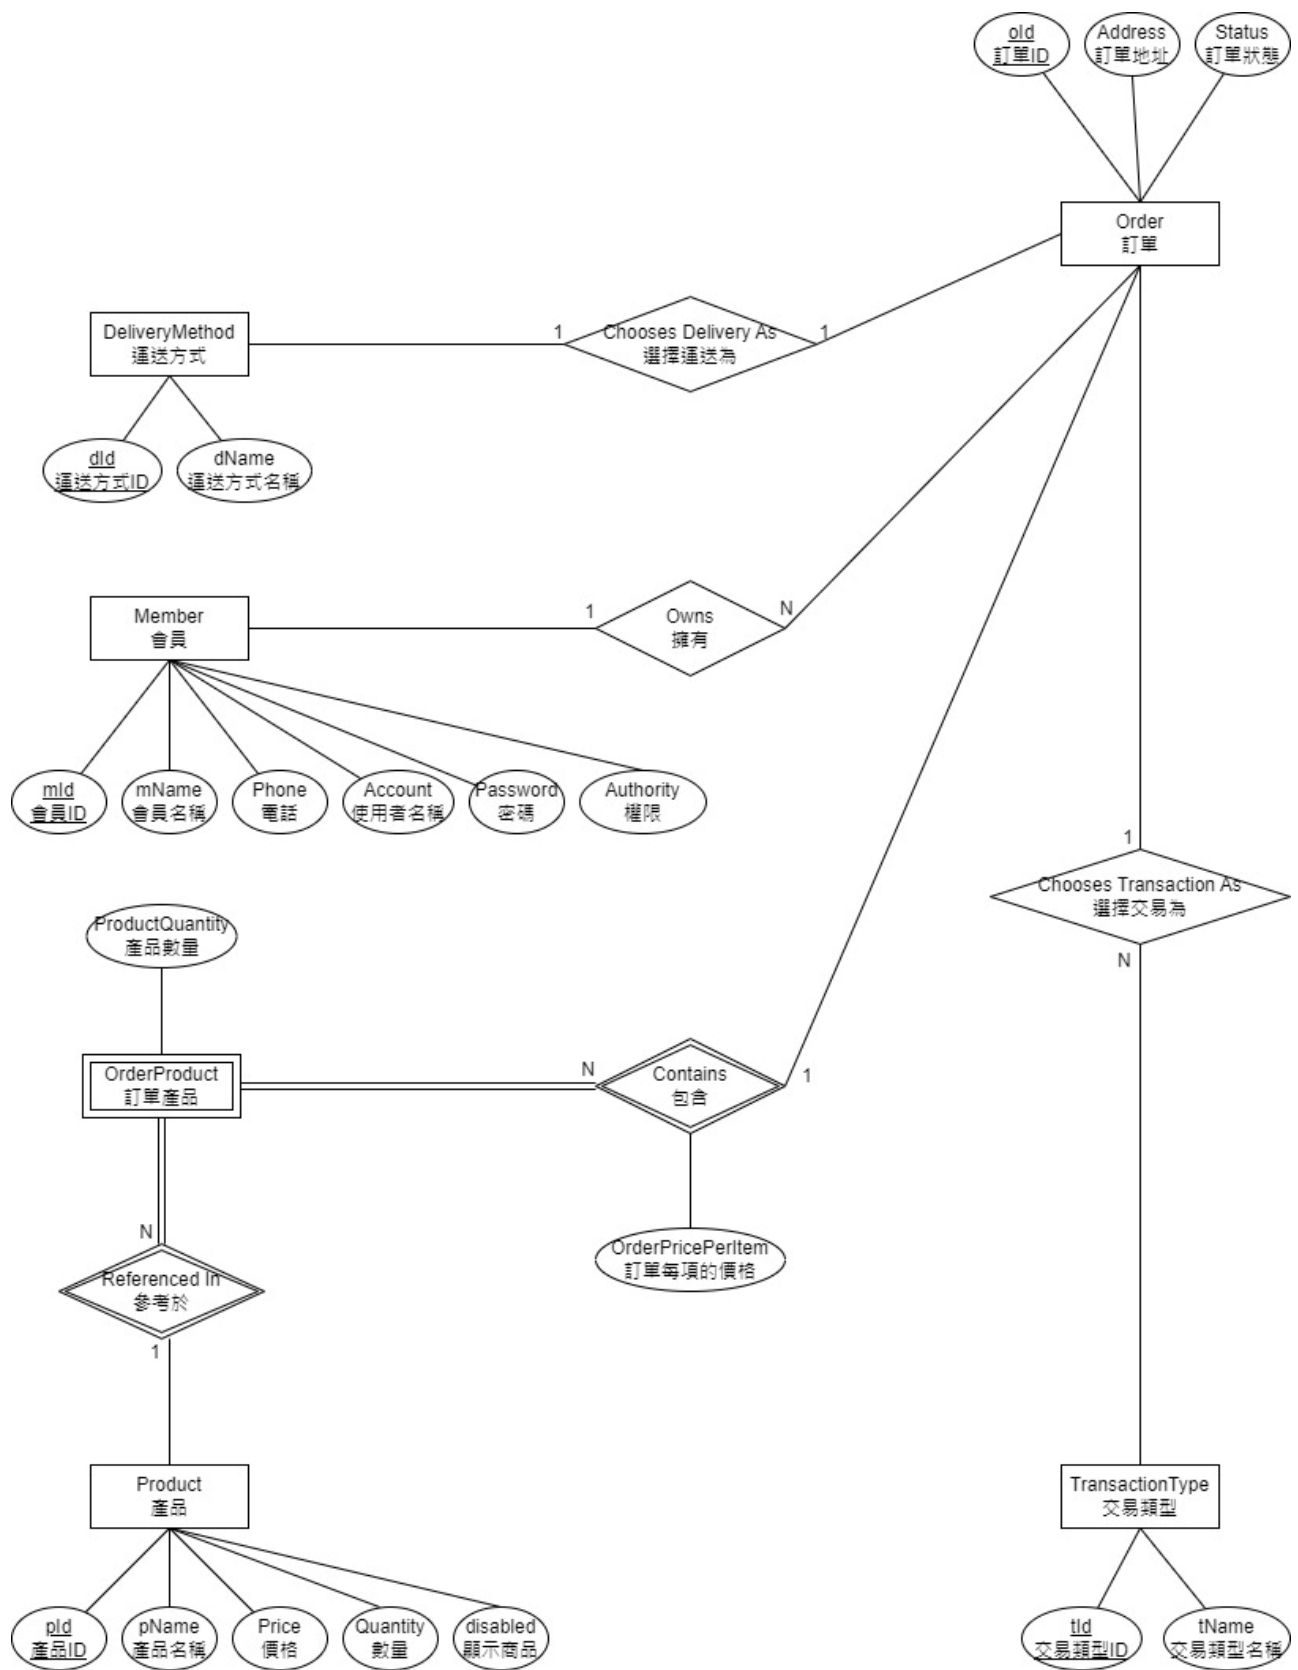 oId
訂單ID
Address
訂單地址
Status
訂單狀態
Order
訂單
DeliveryMethod
運送方式
1
Chooses Delivery As
選擇運送為
1
dId
運送方式ID
dName
運送方式名稱
Member
會員
1
Owns
擁有
N
mId
會員ID
mName
會員名稱
Phone
電話
Account
使用者名稱
Password
密碼
Authority
權限
1
Chooses Transaction As
選擇交易為
N
ProductQuantity
產品數量
OrderProduct
訂單產品
N
Contains
包含
1
N
OrderPricePerItem
訂單每項的價格
Referenced In
參考於
1
Product
產品
TransactionType
交易類型
pId
產品ID
pName
產品名稱
Price
價格
Quantity
數量
disabled
顯示商品
tId
交易類型ID
tName
交易類型名稱